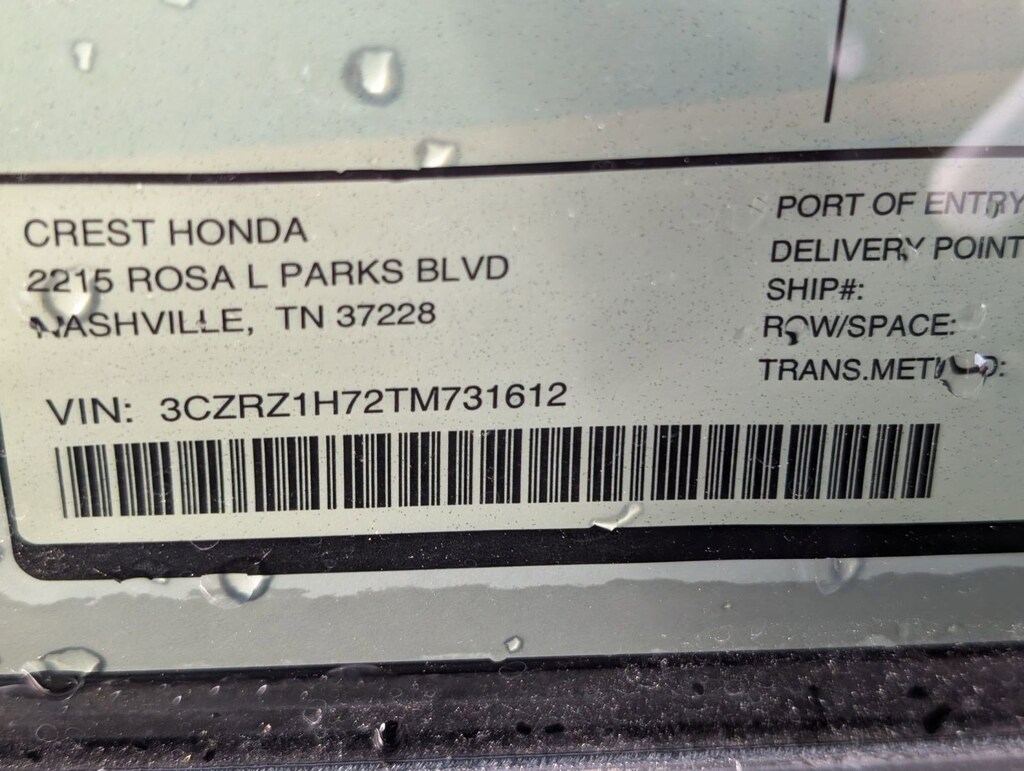 CREST HONDA
2215 ROSA L PARKS BLVD
NASHVILLE, TN 37228
VIN: 3CZRZ1H72TM731612
PORT OF ENTRY
DELIVERY POINT
SHIP#:
ROW/SPACE:
TRANS.METHOD: